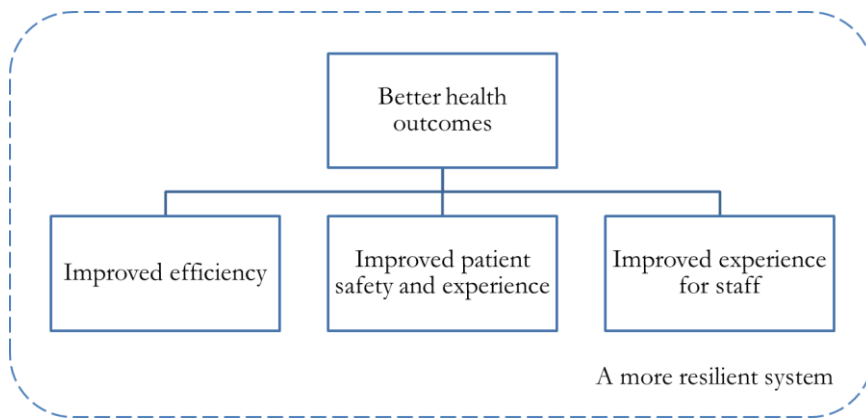 Better health
outcomes
Improved efficiency
Improved patient
safety and experience
Improved experience
for staff
A more resilient system